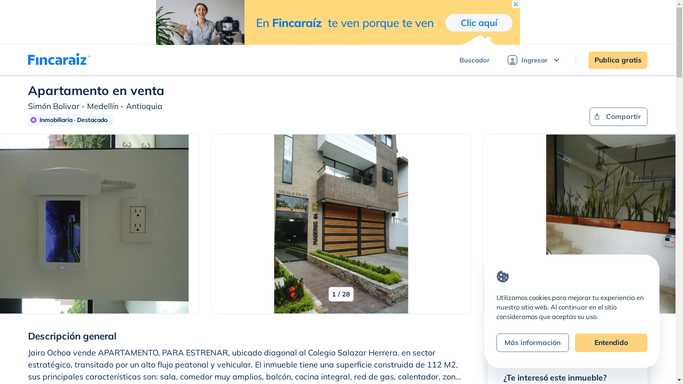 En Fincaraíz te ven porque te ven
Clic aquí
Fincaraíz
Buscador
Ingresar
Publica gratis
Apartamento en venta
Simón Bolivar - Medellín - Antioquia
Inmobiliaria · Destacado
Compartir
1 / 28
Utilizamos cookies para mejorar tu experiencia en
nuestro sitio web. Al continuar en el sitio
consideramos que aceptas su uso.
Más información
Entendido
Descripción general
Jairo Ochoa vende APARTAMENTO, PARA ESTRENAR, ubicado diagonal al Colegio Salazar Herrera, en sector
estratégico, transitado por un alto flujo peatonal y vehicular. El inmueble tiene una superficie construida de 112 M2,
sus principales características son: sala, comedor muy amplios, balcón, cocina integral, red de gas, calentador, zon...
¿Te interesó este inmueble?